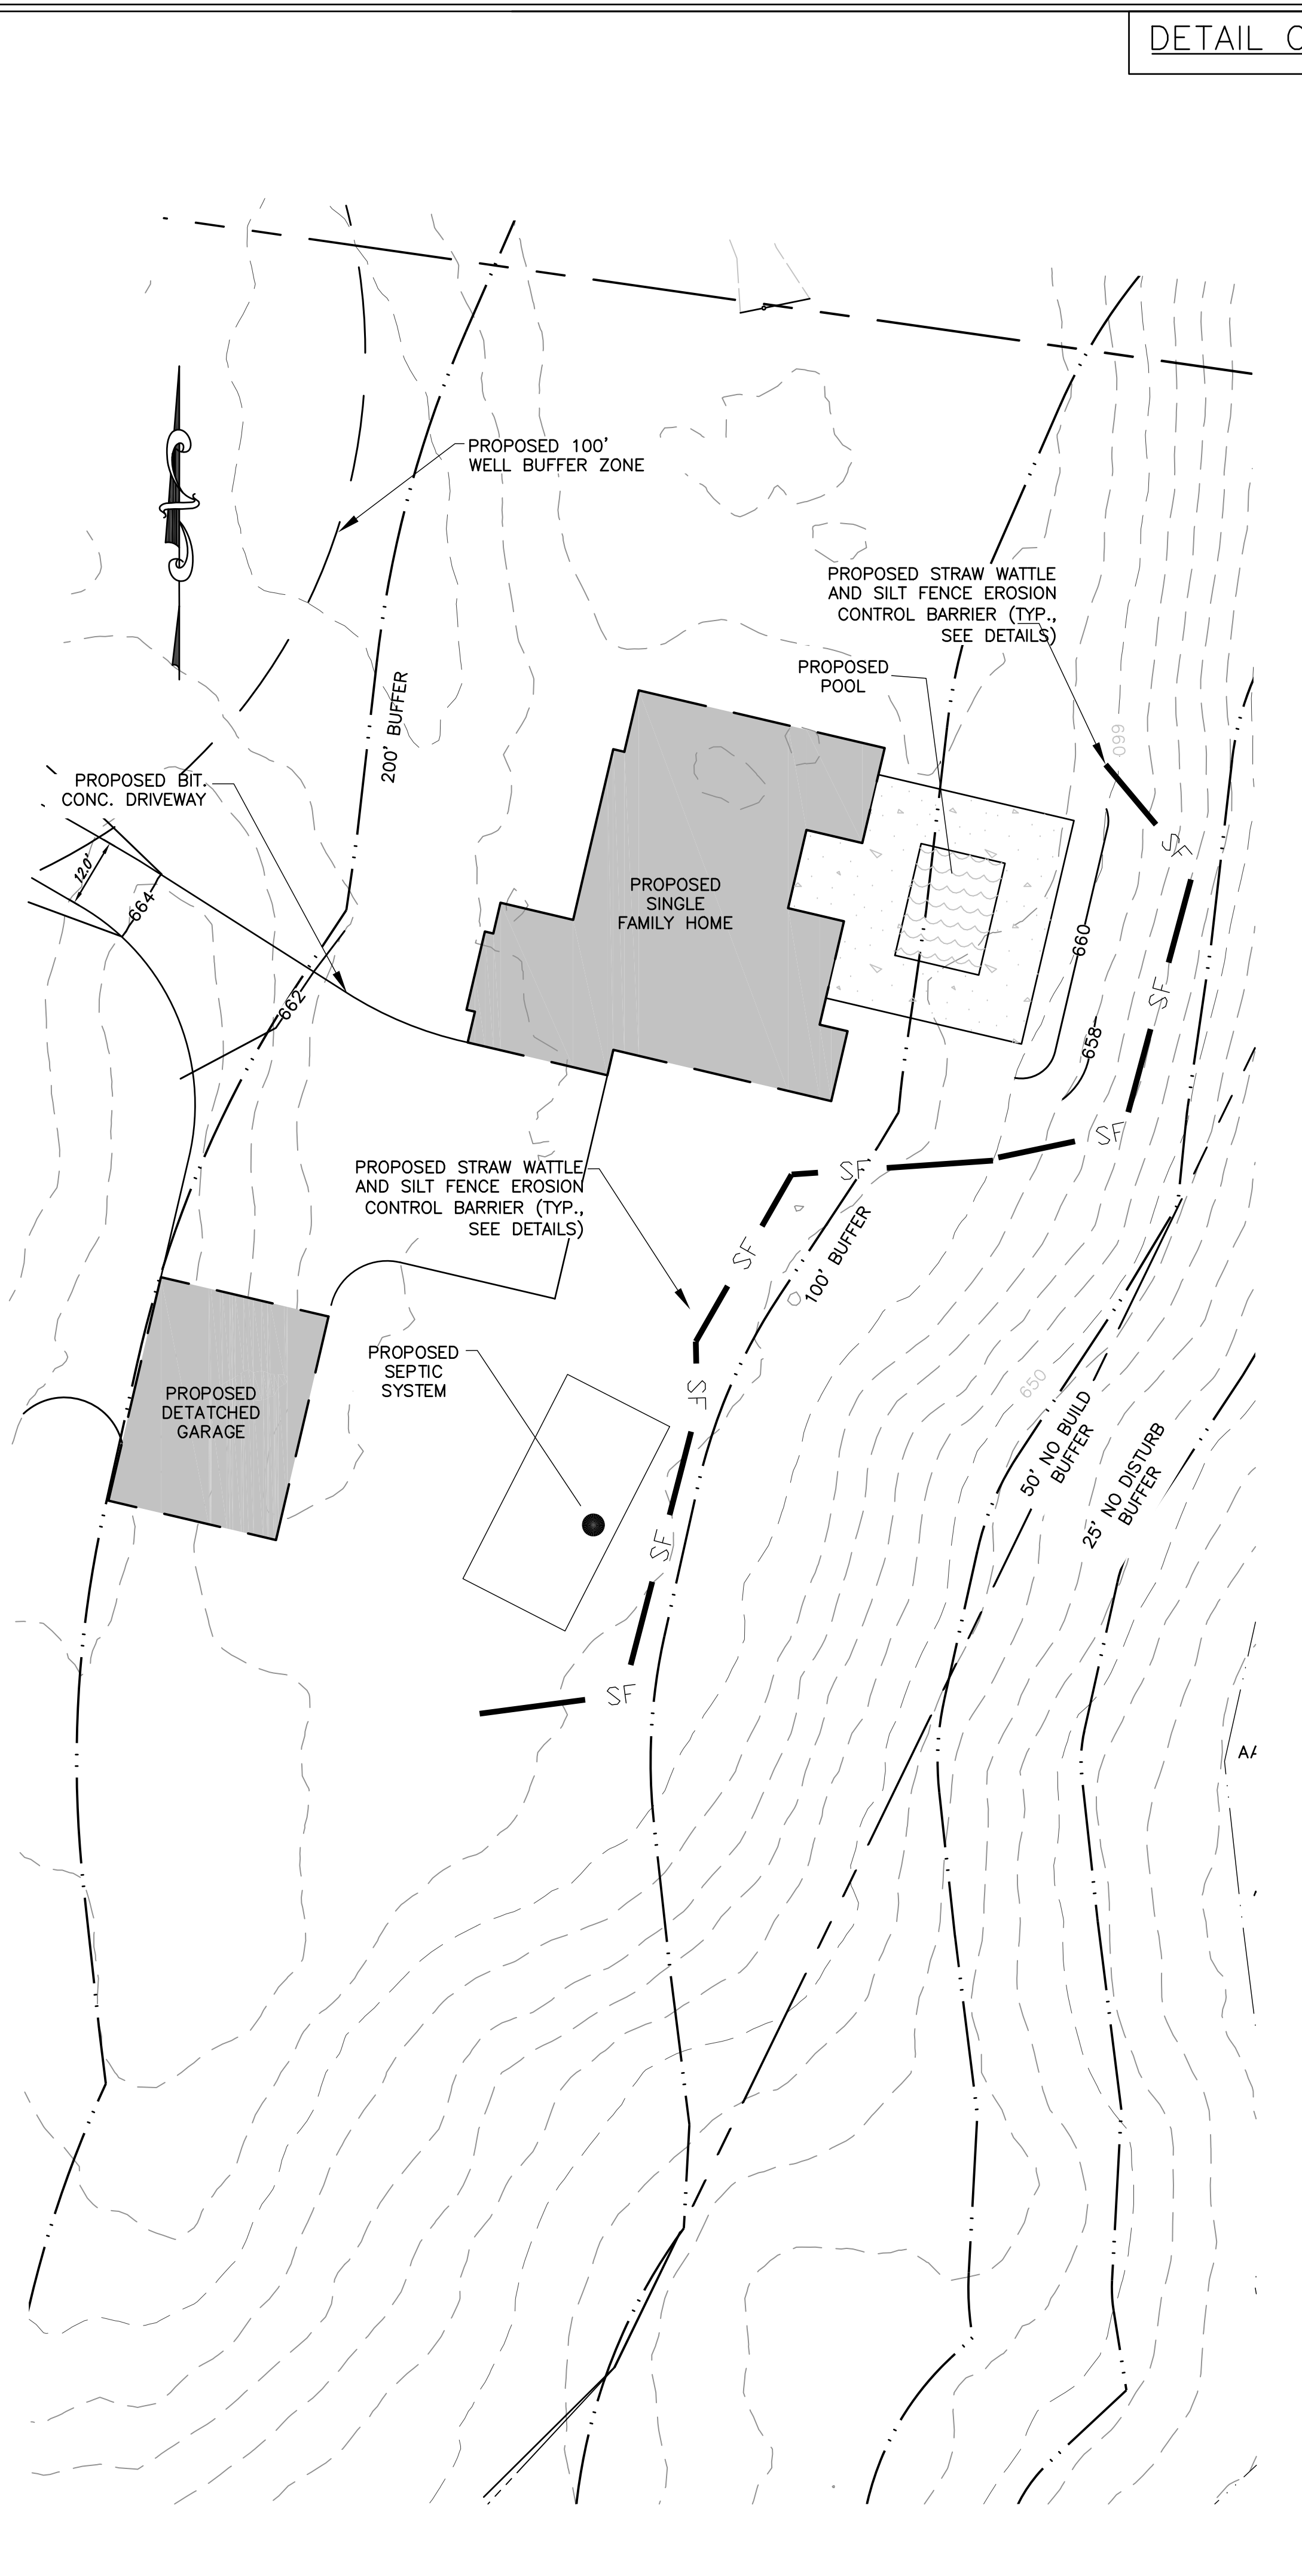 DETAIL
PROPOSED 100'
WELL BUFFER ZONE
PROPOSED STRAW WATTLE
AND SILT FENCE EROSION
CONTROL BARRIER (TYP.,
SEE DETAILS)
PROPOSED
POOL
200' BUFFER
660
PROPOSED BIT.
CONC. DRIVEWAY
12.0'
664
SF
PROPOSED
SINGLE
FAMILY HOME
660
662
SF
658
SF
PROPOSED STRAW WATTLE
AND SILT FENCE EROSION
CONTROL BARRIER (TYP.,
SEE DETAILS)
SF
SF
100' BUFFER
PROPOSED
SEPTIC
SYSTEM
SF
650
PROPOSED
DETATCHED
GARAGE
50' NO BUILD
BUFFER
25' NO DISTURB
BUFFER
SF
SF